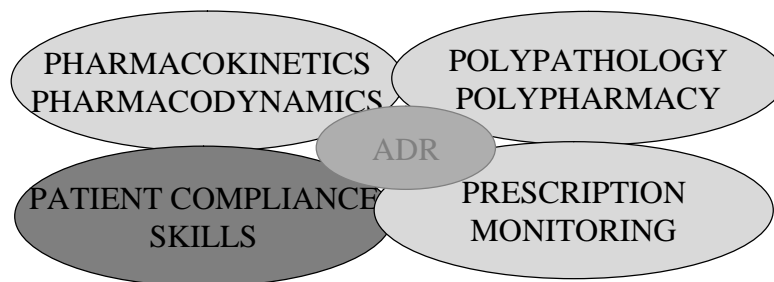 PHARMACOKINETICS
PHARMACODYNAMICS
POLYPATHOLOGY
POLYPHARMACY
ADR
PATIENT COMPLIANCE
SKILLS
PRESCRIPTION
MONITORING